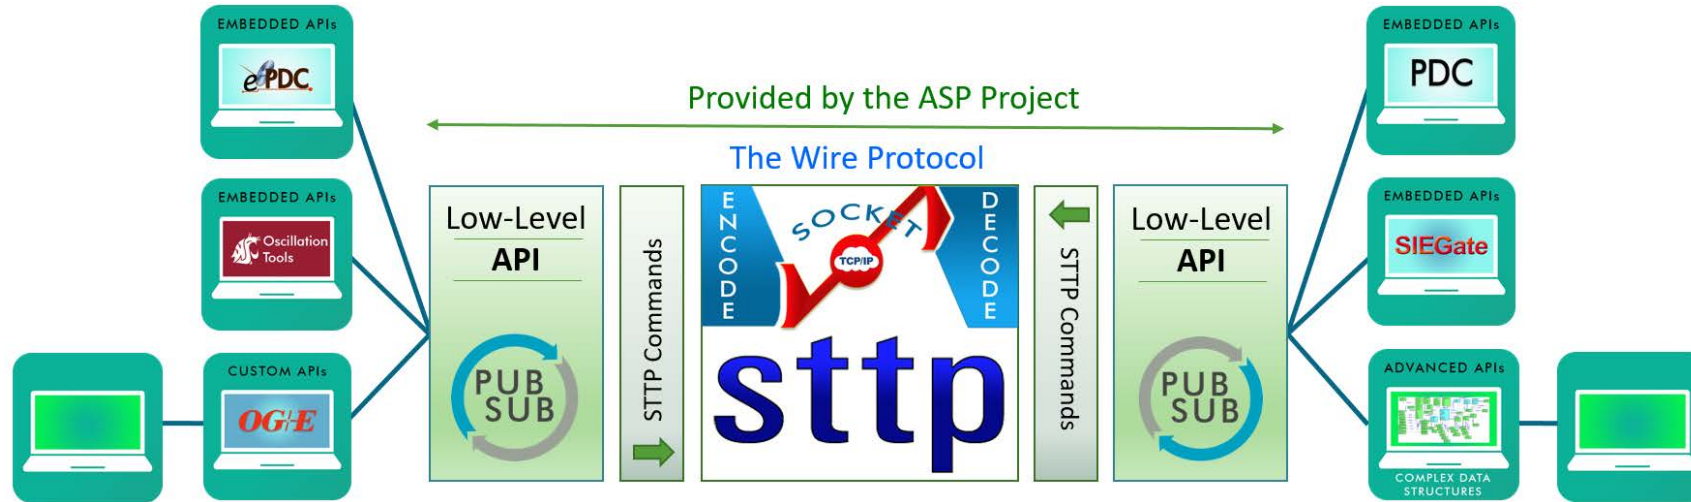 EMBEDDED APIs
ePDC
EMBEDDED APIs
Oscillation
Tools
CUSTOM APIs
OG+E
Provided by the ASP Project
The Wire Protocol
Low-Level
API
PUB
SUB
STTP Commands
ENCODE
SOCKET
TCP/IP
DECODE
sttp
STTP Commands
Low-Level
API
PUB
SUB
EMBEDDED APIs
PDC
EMBEDDED APIs
SIEGate
ADVANCED APIs
COMPLEX DATA
STRUCTURES